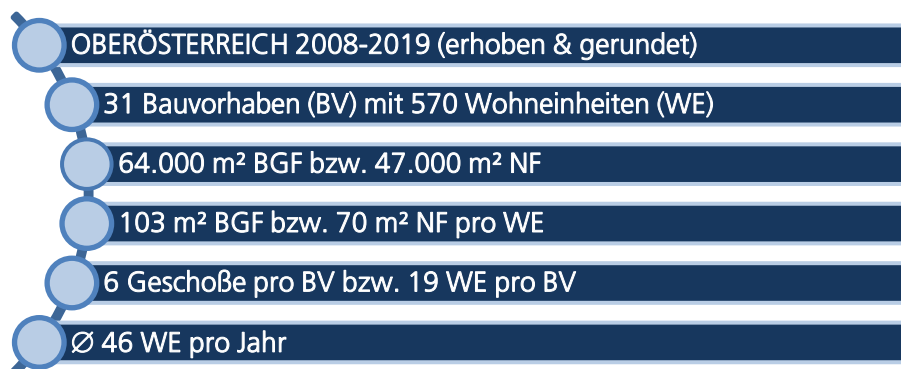 OBERÖSTERREICH 2008-2019 (erhoben & gerundet)
31 Bauvorhaben (BV) mit 570 Wohneinheiten (WE)
64.000 m² BGF bzw. 47.000 m² NF
103 m² BGF bzw. 70 m² NF pro WE
6 Geschoße pro BV bzw. 19 WE pro BV
Ø 46 WE pro Jahr